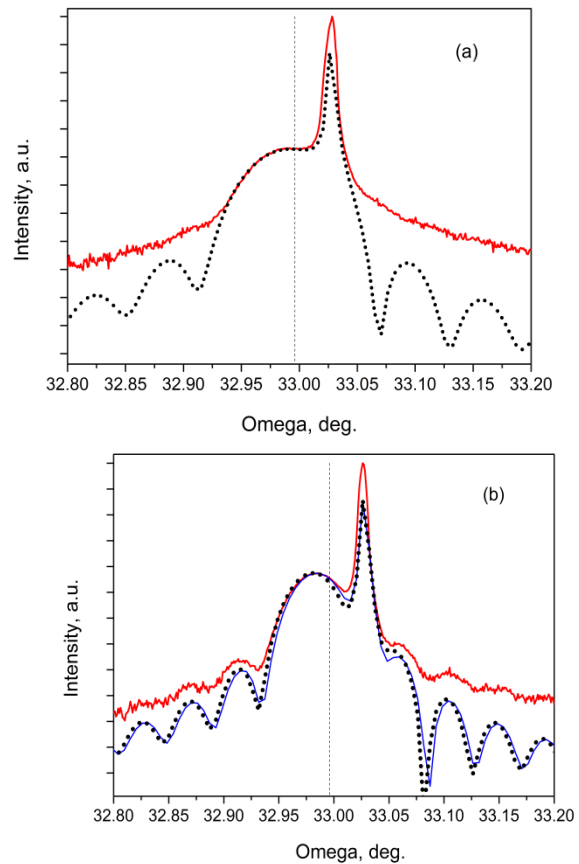 (a)
Intensity, a.u.
32.80 32.85 32.90 32.95 33.00 33.05 33.10 33.15 33.20
Omega, deg.
(b)
Intensity, a.u.
32.80 32.85 32.90 32.95 33.00 33.05 33.10 33.15 33.20
Omega, deg.